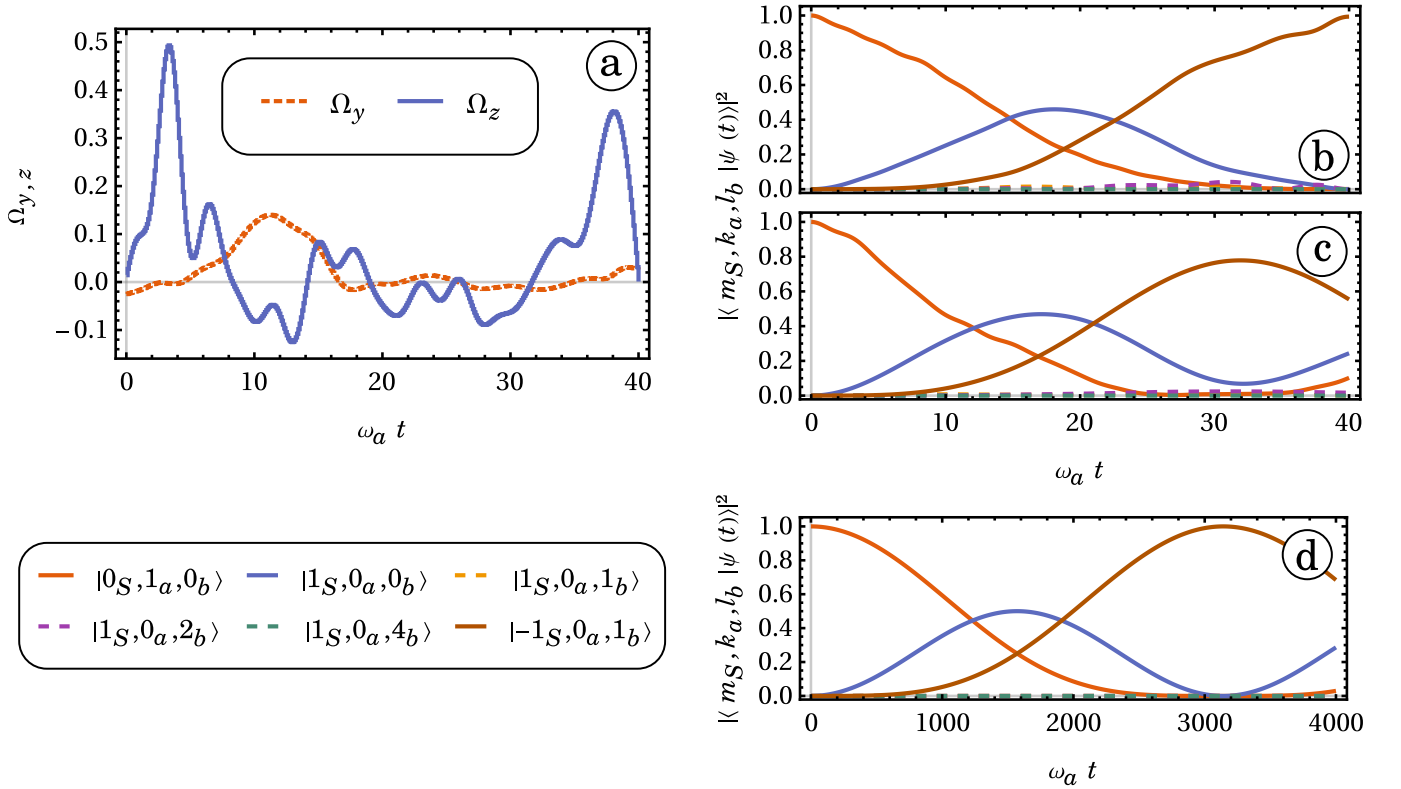 a
Ω_y Ω_z
0.5
0.4
0.3
0.2
0.1
0.0
−0.1
Ω_{y,z}
0 10 20 30 40
ω_a t
b
1.0
0.8
0.6
0.4
0.2
0.0
|⟨ m_S, k_a, l_b |ψ (t)⟩|²
c
1.0
0.8
0.6
0.4
0.2
0.0
0 10 20 30 40
ω_a t
|0_S,1_a,0_b⟩ |1_S,0_a,0_b⟩ |1_S,0_a,1_b⟩
|1_S,0_a,2_b⟩ |1_S,0_a,4_b⟩ |−1_S,0_a,1_b⟩
d
1.0
0.8
0.6
0.4
0.2
0.0
|⟨ m_S, k_a, l_b |ψ (t)⟩|²
0 1000 2000 3000 4000
ω_a t